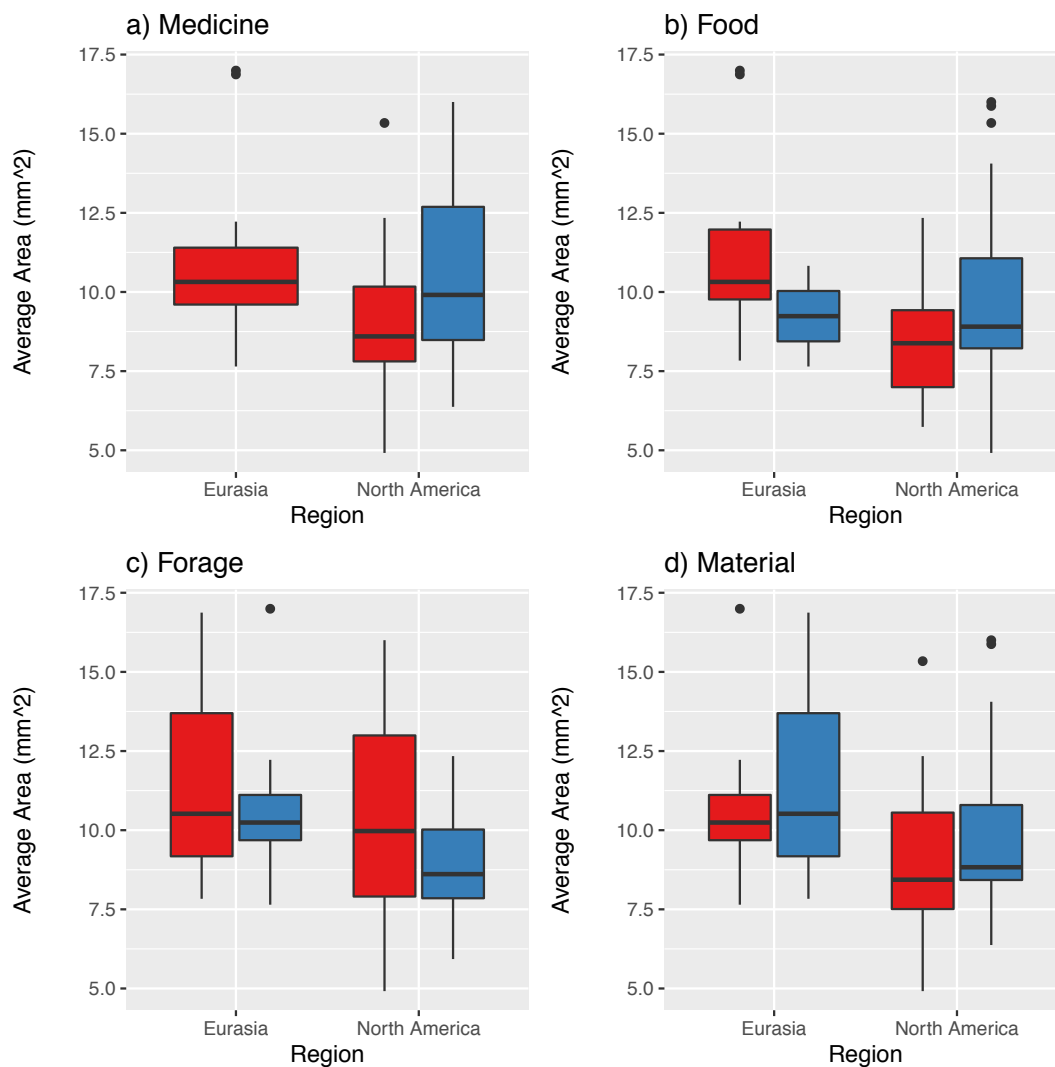 a) Medicine
Average Area (mm^2)
17.5
15.0
12.5
10.0
7.5
5.0
Eurasia
North America
Region
b) Food
Average Area (mm^2)
17.5
15.0
12.5
10.0
7.5
5.0
Eurasia
North America
Region
c) Forage
Average Area (mm^2)
17.5
15.0
12.5
10.0
7.5
5.0
Eurasia
North America
Region
d) Material
Average Area (mm^2)
17.5
15.0
12.5
10.0
7.5
5.0
Eurasia
North America
Region